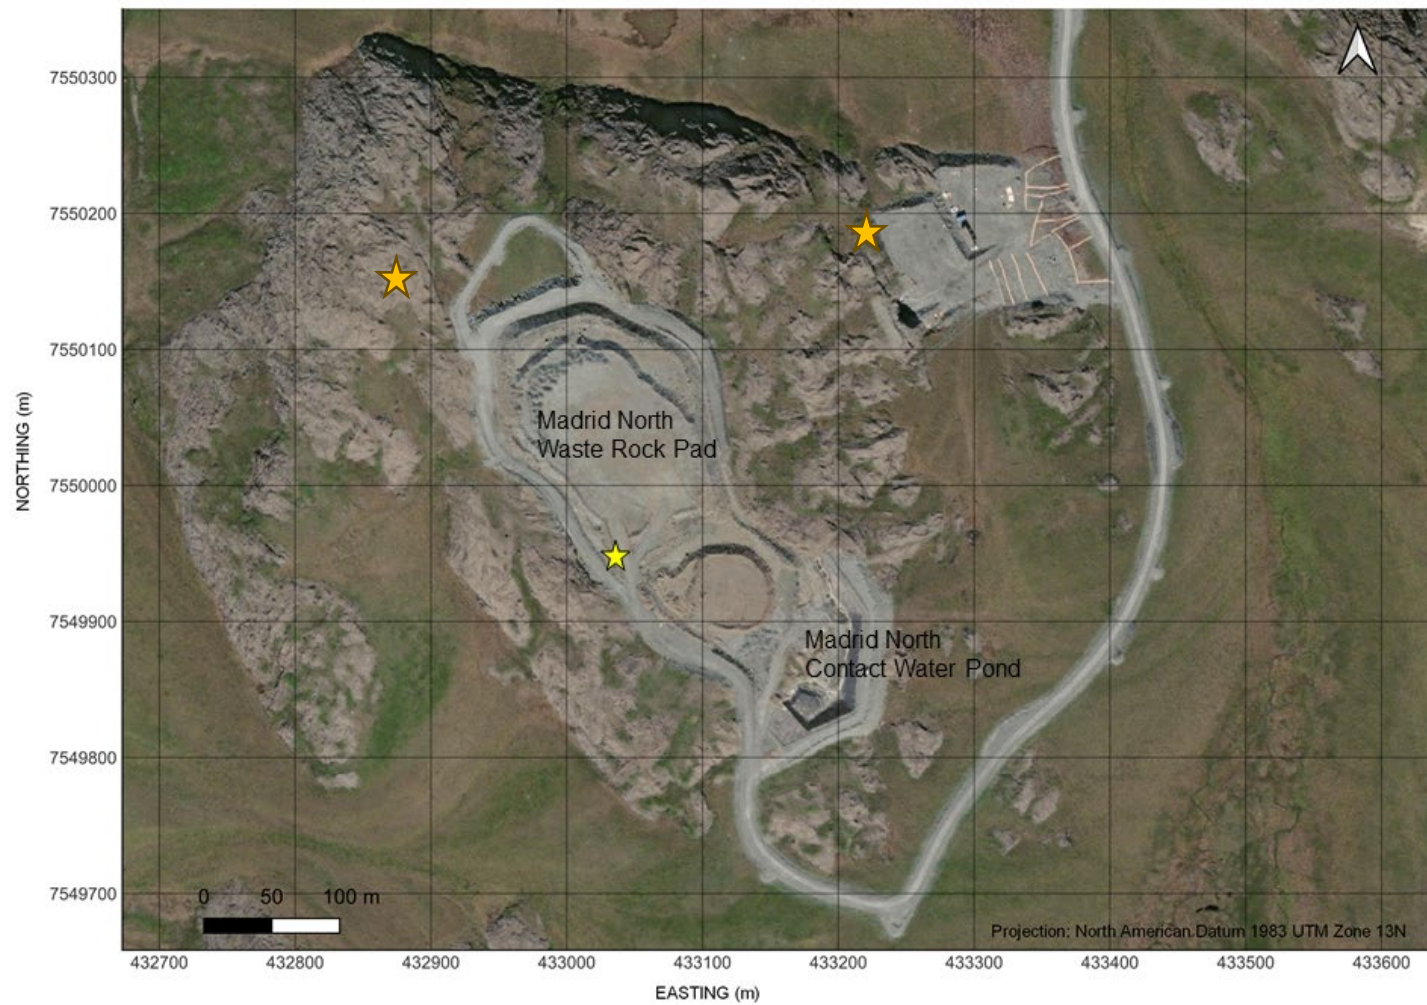 7550300
7550200
7550100
7550000
7549900
7549800
7549700
NORTHING (m)
Madrid North
Waste Rock Pad
Madrid North
Contact Water Pond
0 50 100 m
Projection: North American Datum 1983 UTM Zone 13N
432700 432800 432900 433000 433100 433200 433300 433400 433500 433600
EASTING (m)